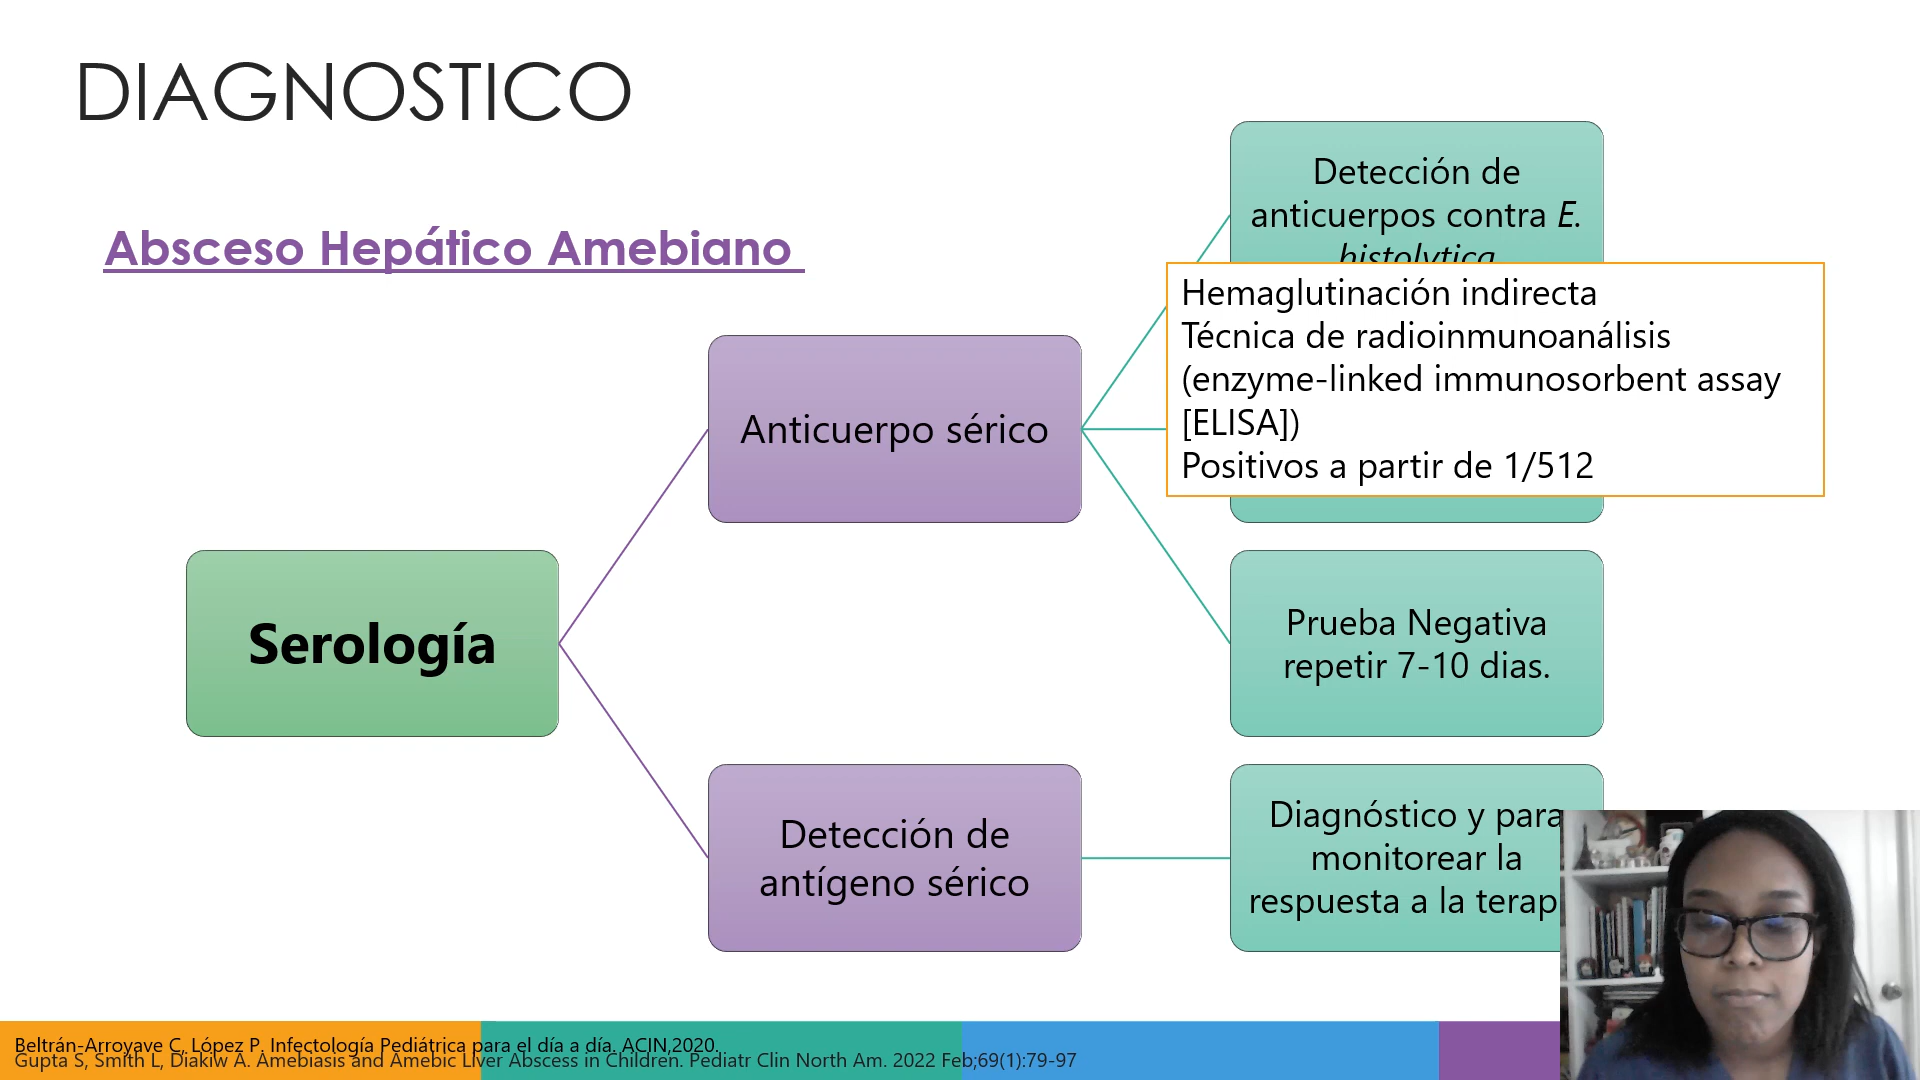 DIAGNOSTICO
Absceso Hepático Amebiano
Serología
Anticuerpo sérico
Detección de
antígeno sérico
Detección de
anticuerpos contra E.
histolytica
Hemaglutinación indirecta
Técnica de radioinmunoanálisis
(enzyme-linked immunosorbent assay
[ELISA])
Positivos a partir de 1/512
Prueba Negativa
repetir 7-10 dias.
Diagnóstico y para
monitorear la
respuesta a la terap
Beltrán-Arroyave C, López P. Infectología Pediátrica para el día a día. ACIN,2020.
Gupta S, Smith L, Diakiw A. Amebiasis and Amebic Liver Abscess in Children. Pediatr Clin North Am. 2022 Feb;69(1):79-97